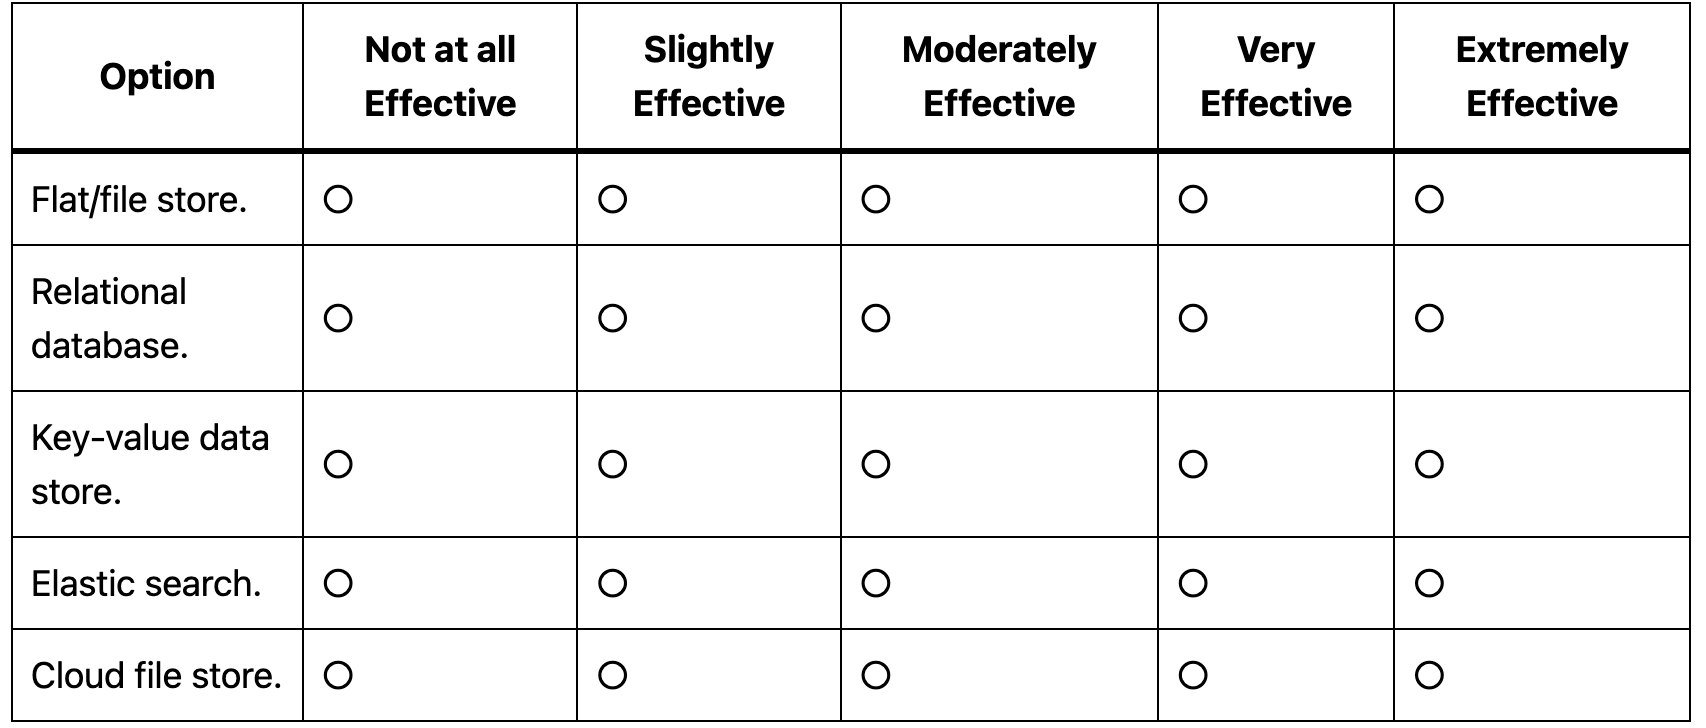 Option
Not at all
Effective
Slightly
Effective
Moderately
Effective
Very
Effective
Extremely
Effective
Flat/file store.
Relational
database.
Key-value data
store.
Elastic search.
Cloud file store.